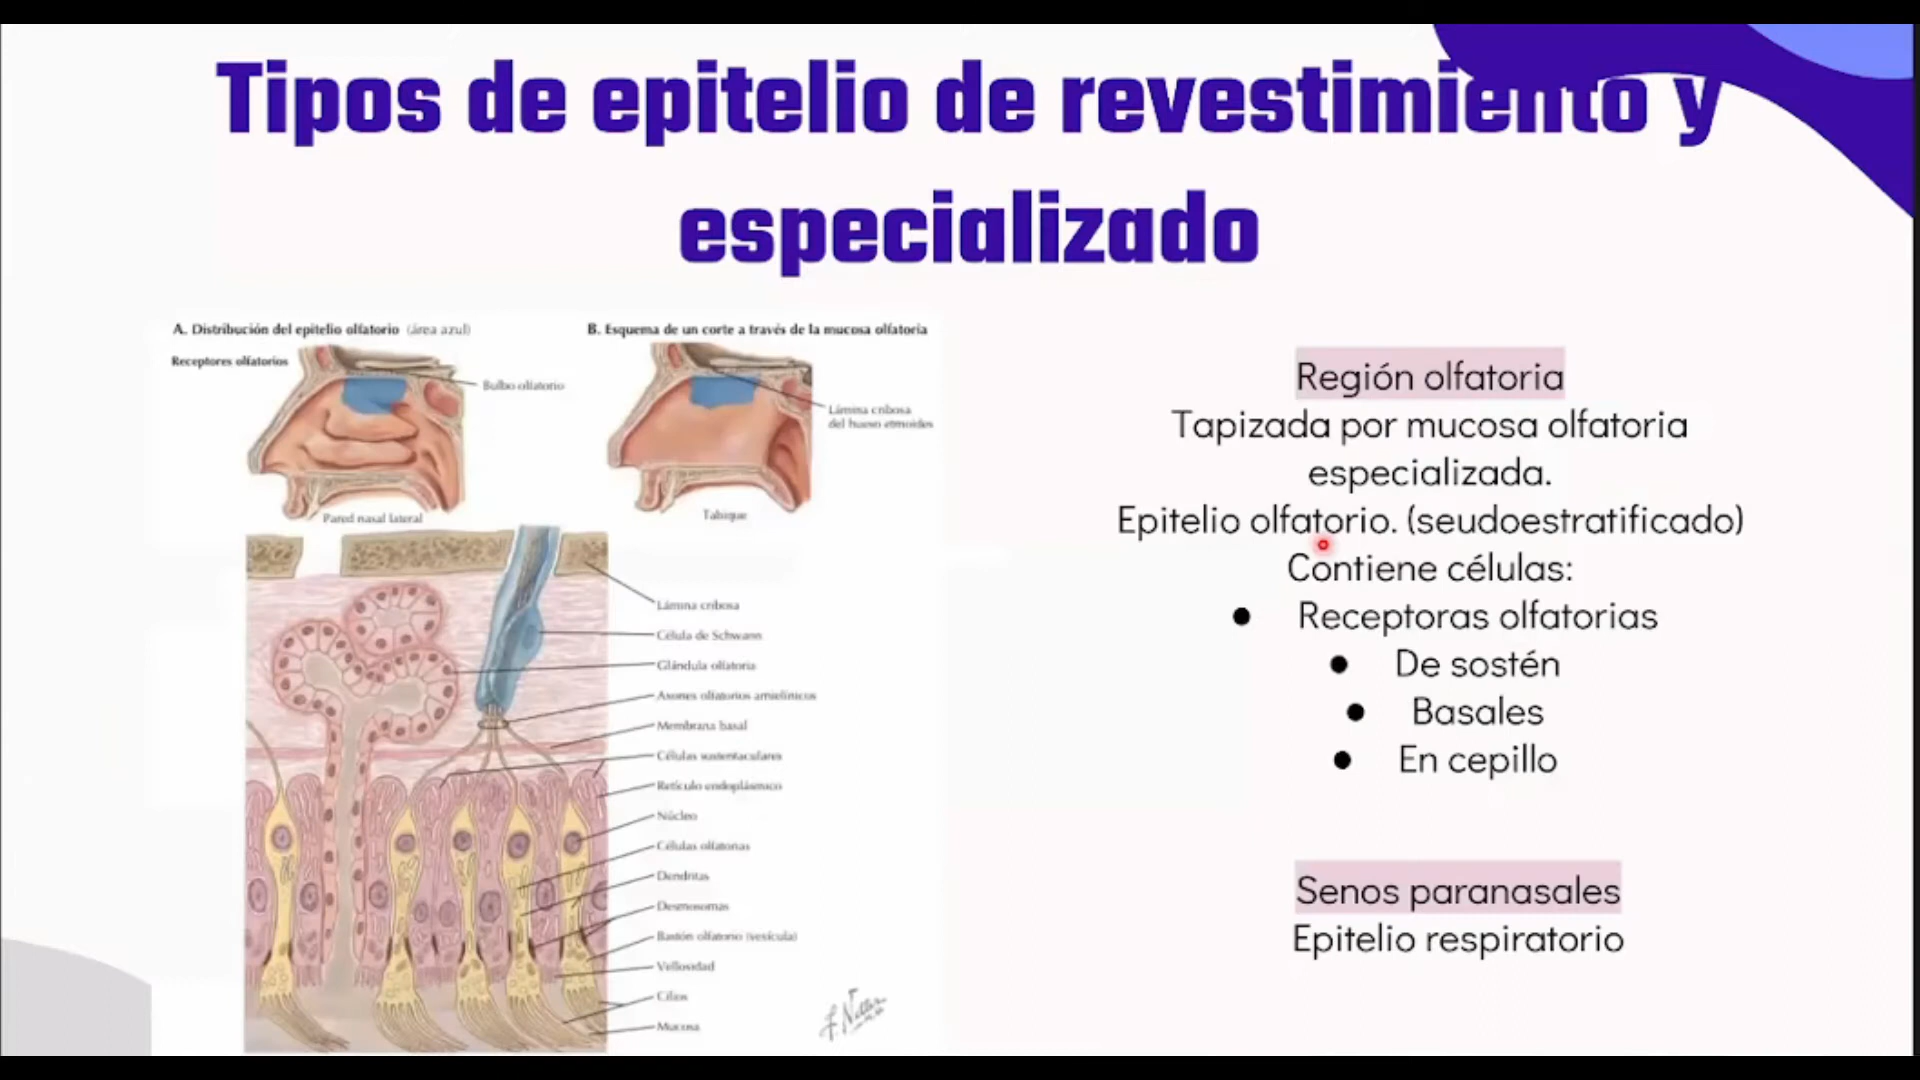 Tipos de epitelio de revestimiento y
especializado
A. Distribución del epitelio olfatorio (área azul)
Receptores olfatorios
Bulbo olfatorio
Pared nasal lateral
B. Esquema de un corte a través de la mucosa olfatoria
Lámina cribosa
del hueso etmoides
Tabique
Lámina cribosa
Célula de Schwann
Glándula olfatoria
Axones olfatorios amielínicos
Membrana basal
Células sustentaculares
Retículo endoplásmico
Núcleo
Células olfatorias
Dendritas
Desmosomas
Bastón olfatorio (vesícula)
Vellosidad
Cilios
Mucosa
F. Netter
Región olfatoria
Tapizada por mucosa olfatoria
especializada.
Epitelio olfatorio. (seudoestratificado)
Contiene células:
● Receptoras olfatorias
● De sostén
● Basales
● En cepillo
Senos paranasales
Epitelio respiratorio